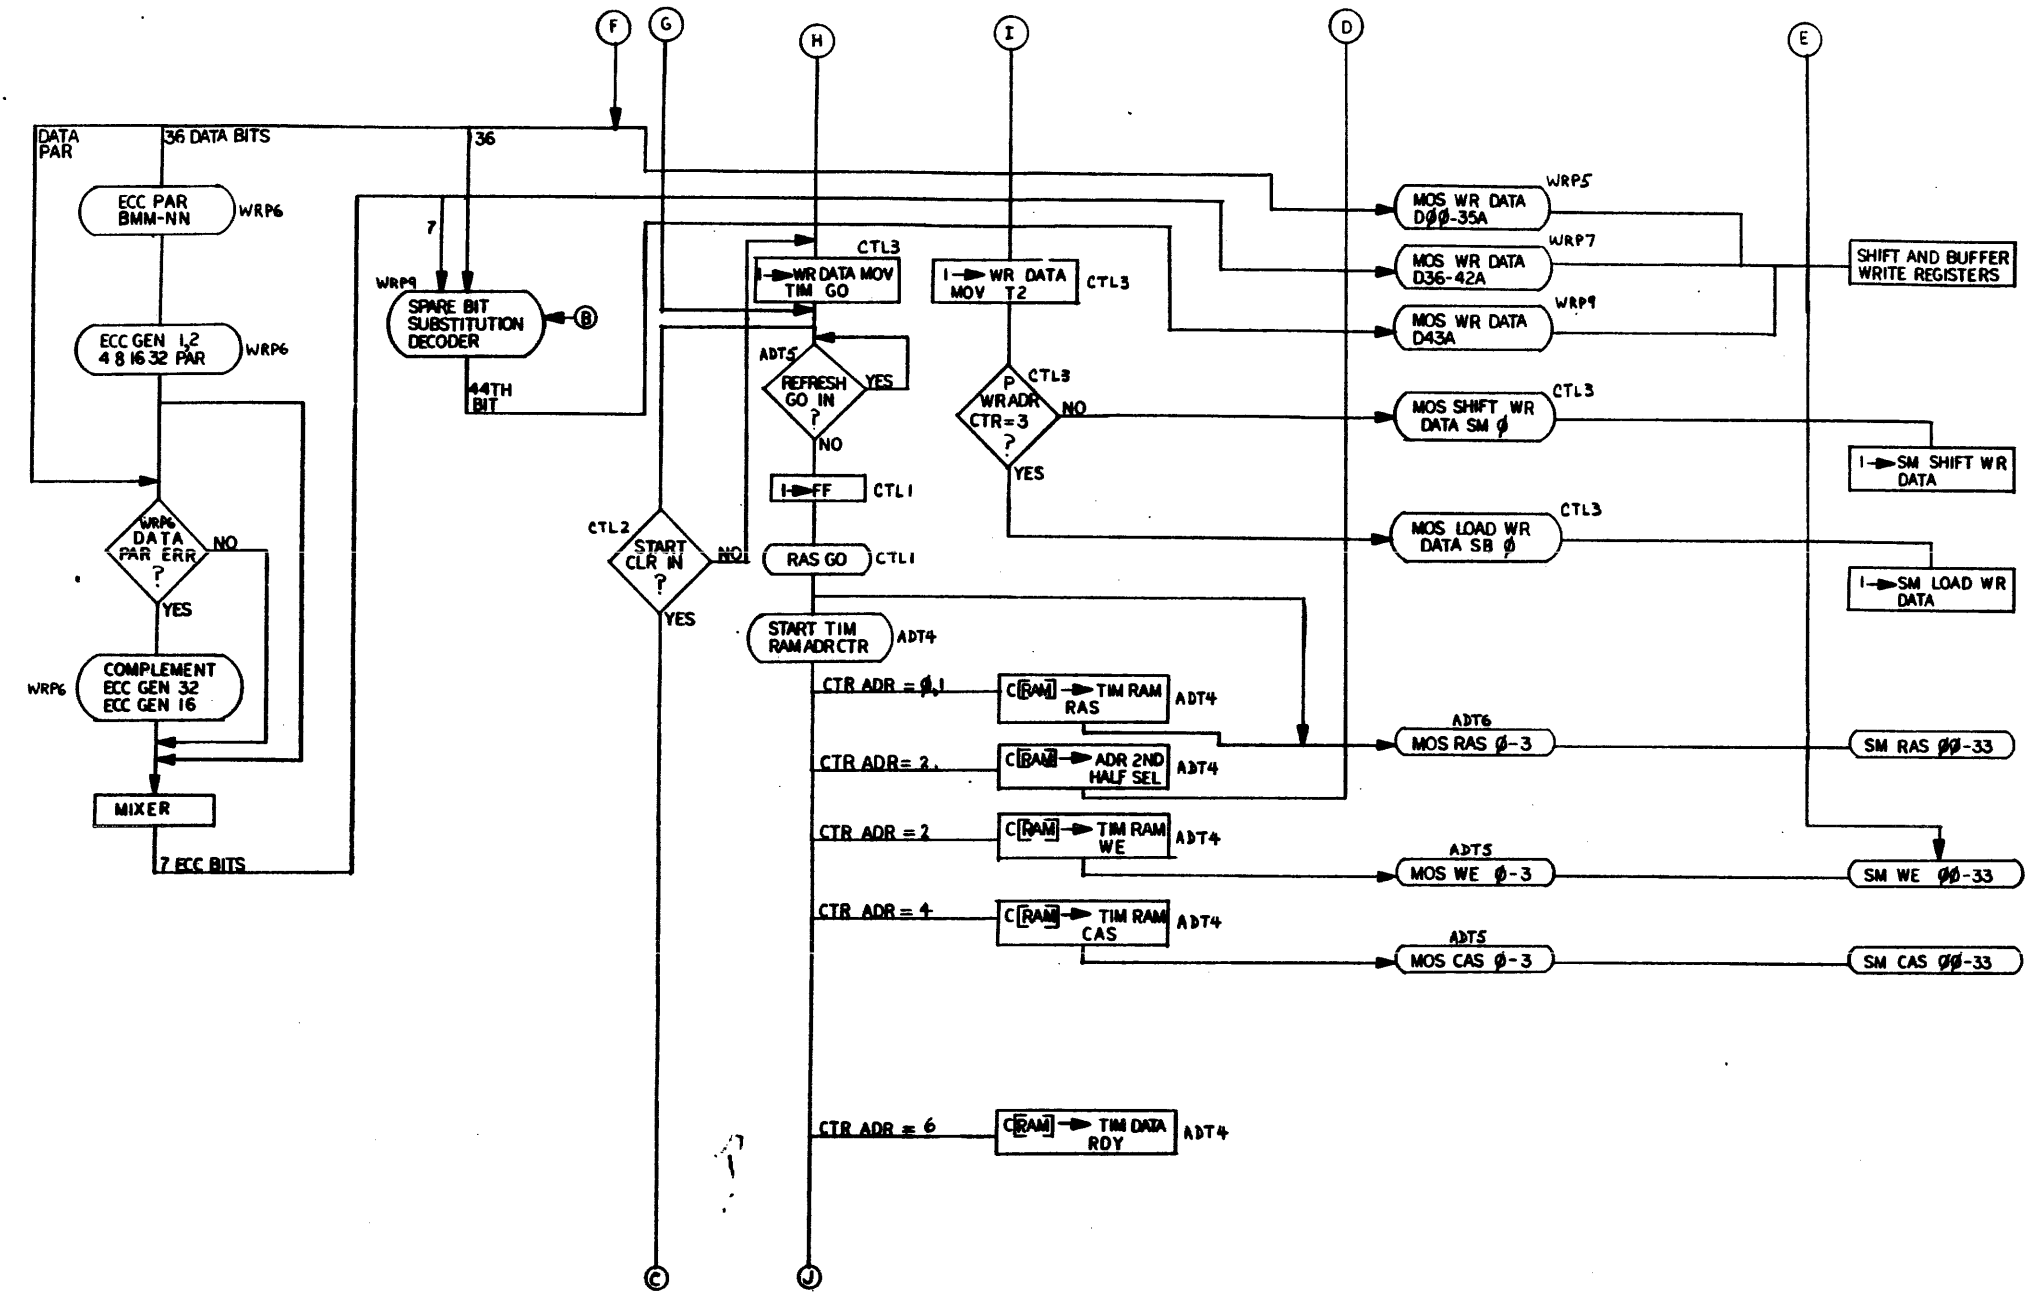 F
G
H
I
D
E
DATA
PAR
36 DATA BITS
36
ECC PAR
BMM-NN
WRP6
7
WRP9
SPARE BIT
SUBSTITUTION
DECODER
B
44TH
BIT
ECC GEN 1,2
4 8 16 32 PAR
WRP6
WRP6
DATA
PAR ERR
?
NO
YES
WRP6
COMPLEMENT
ECC GEN 32
ECC GEN 16
MIXER
7 ECC BITS
CTL2
START
CLR IN
?
NO
YES
C
CTL3
1→WR DATA MOV
TIM GO
ADT5
REFRESH
GO IN
?
YES
NO
1→FF
CTL1
RAS GO
CTL1
START TIM
RAM ADR CTR
ADT4
CTR ADR = Ø,1
C[RAM]→TIM RAM
RAS
ADT4
CTR ADR = 2.
C[RAM]→ADR 2ND
HALF SEL
ADT4
CTR ADR = 2
C[RAM]→TIM RAM
WE
ADT4
CTR ADR = 4
C[RAM]→TIM RAM
CAS
ADT4
CTR ADR = 6
C[RAM]→TIM DATA
RDY
ADT4
J
1→WR DATA
MOV T2
CTL3
P
WR ADR
CTR=3
?
CTL3
NO
YES
WRP5
MOS WR DATA
DØØ-35A
WRP7
MOS WR DATA
D36-42A
WRP9
MOS WR DATA
D43A
SHIFT AND BUFFER
WRITE REGISTERS
CTL3
MOS SHIFT WR
DATA SM Ø
1→SM SHIFT WR
DATA
CTL3
MOS LOAD WR
DATA SB Ø
1→SM LOAD WR
DATA
ADT6
MOS RAS Ø-3
SM RAS ØØ-33
ADT5
MOS WE Ø-3
SM WE ØØ-33
ADT5
MOS CAS Ø-3
SM CAS ØØ-33